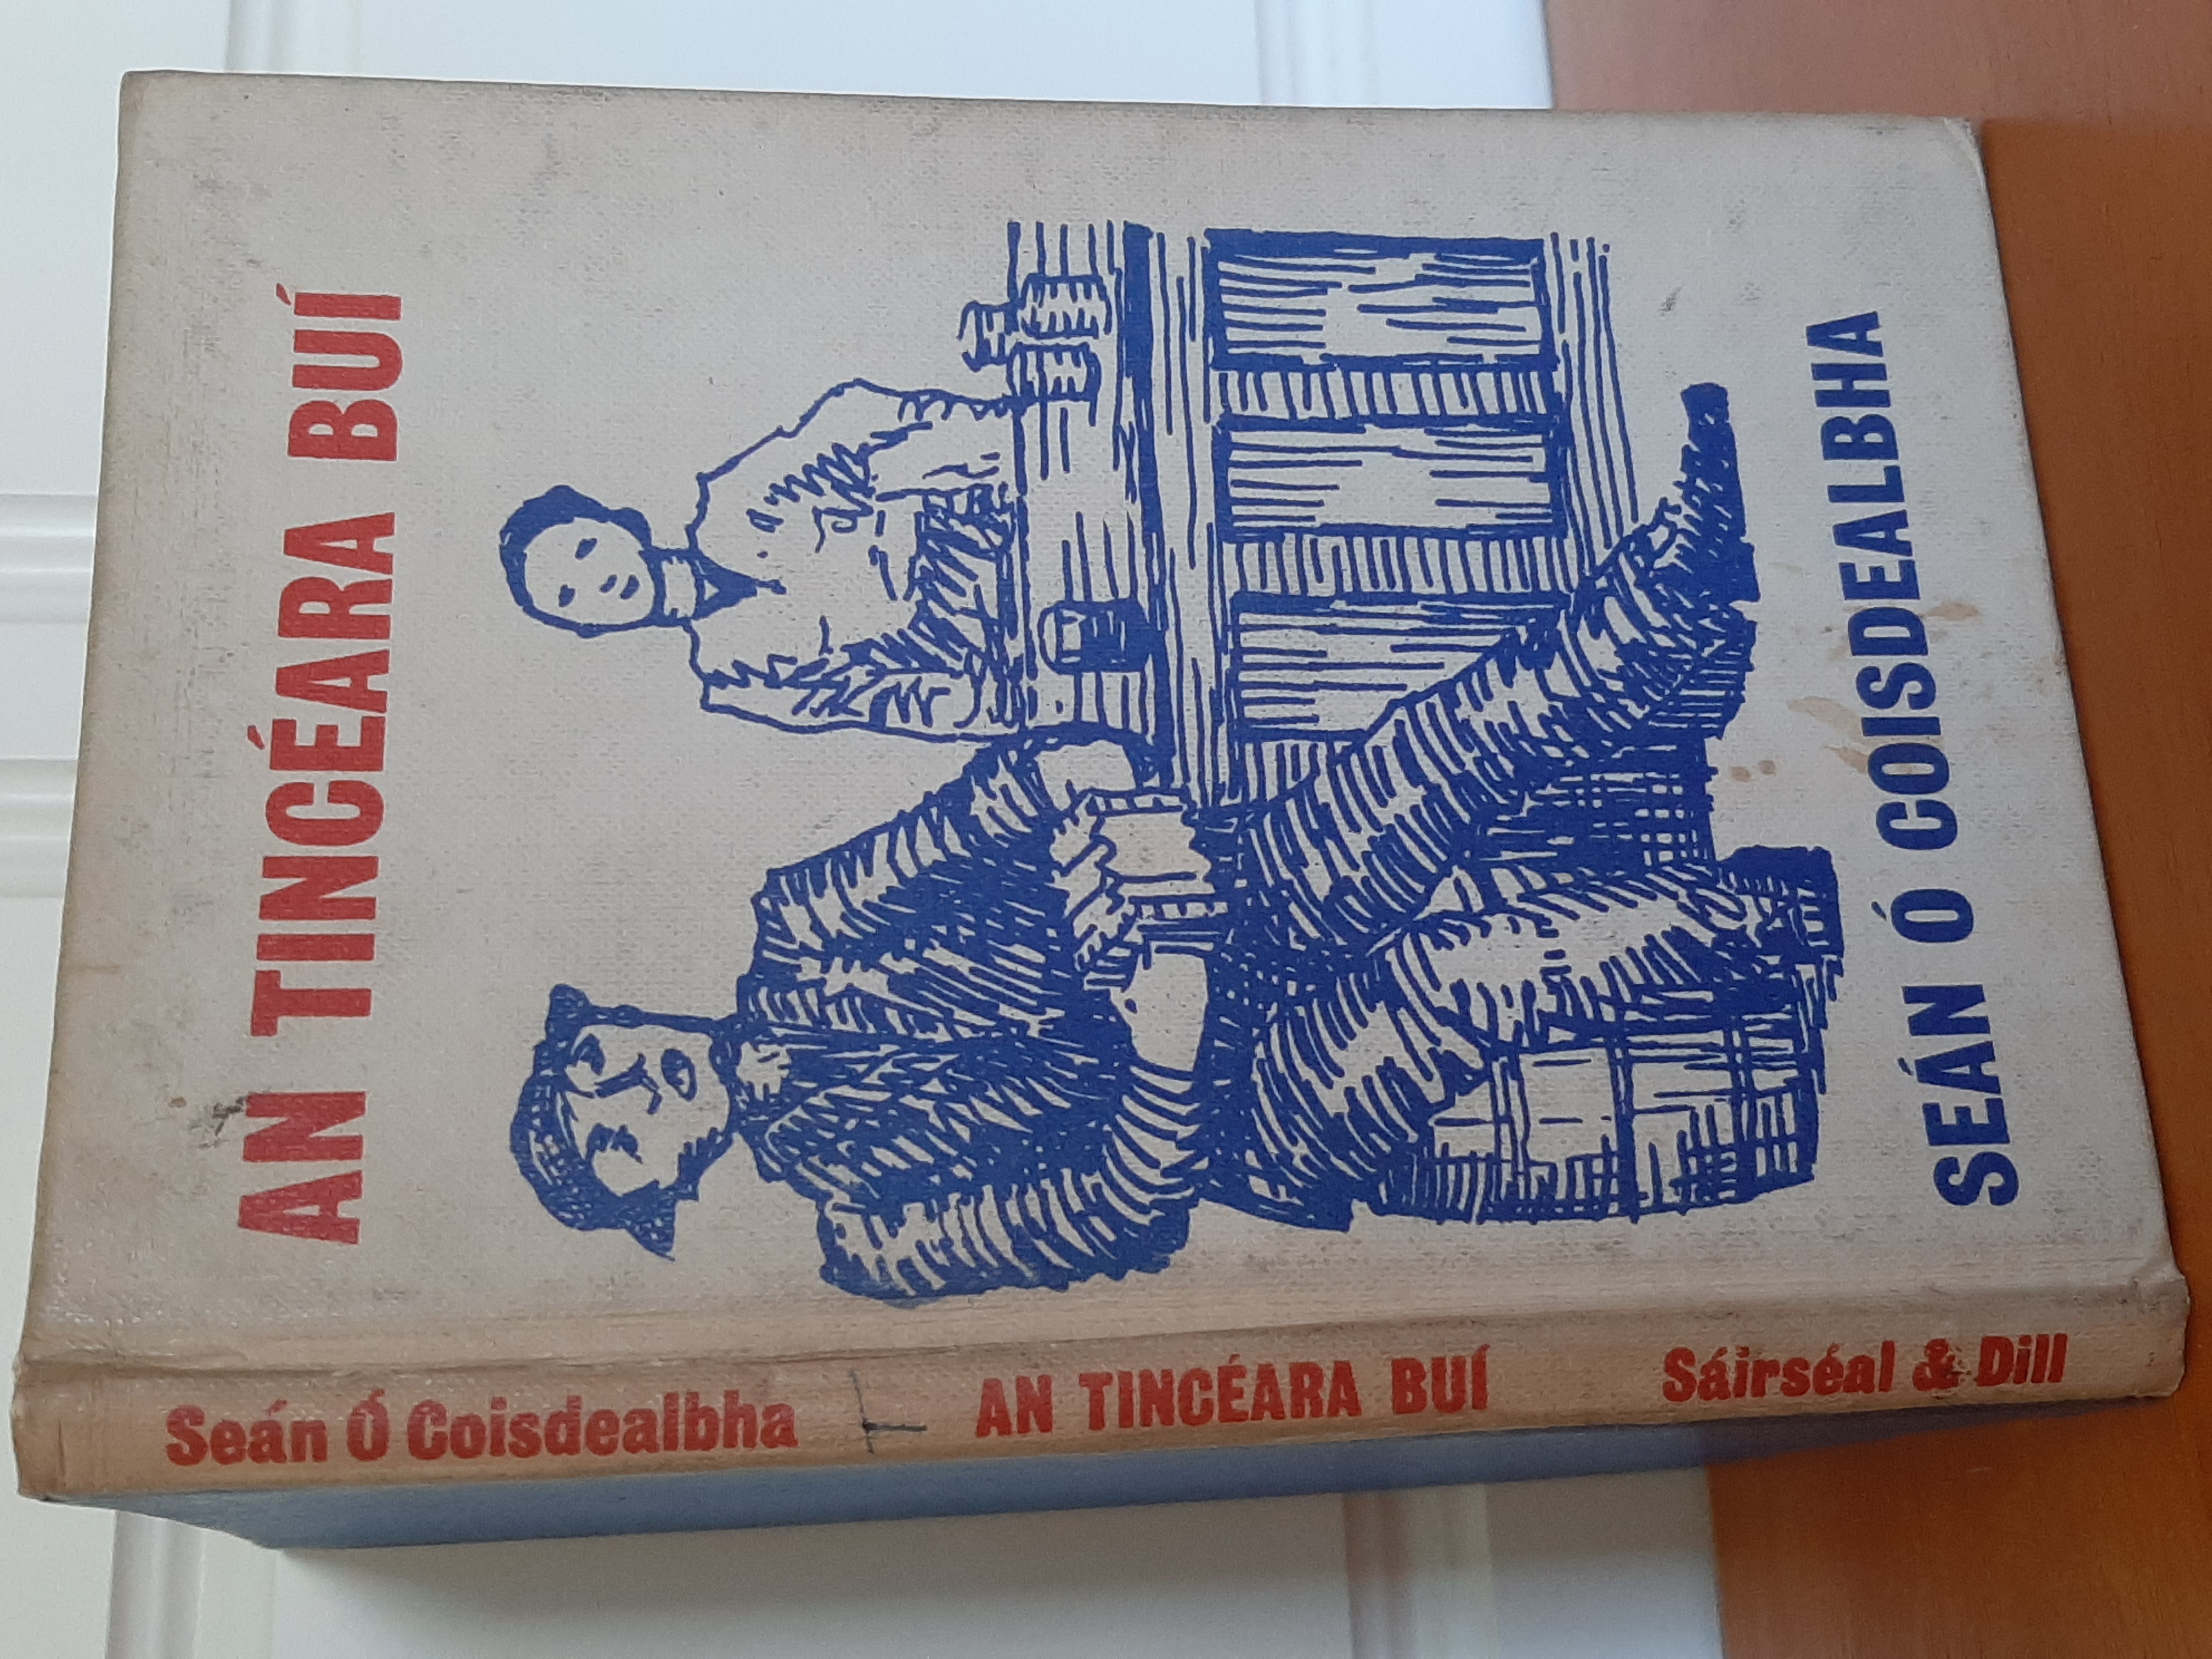 AN TINCÉARA BUÍ
SEÁN Ó COISDEALBHA
Seán Ó Coisdealbha
AN TINCÉARA BUÍ
Sáirséal & Dill